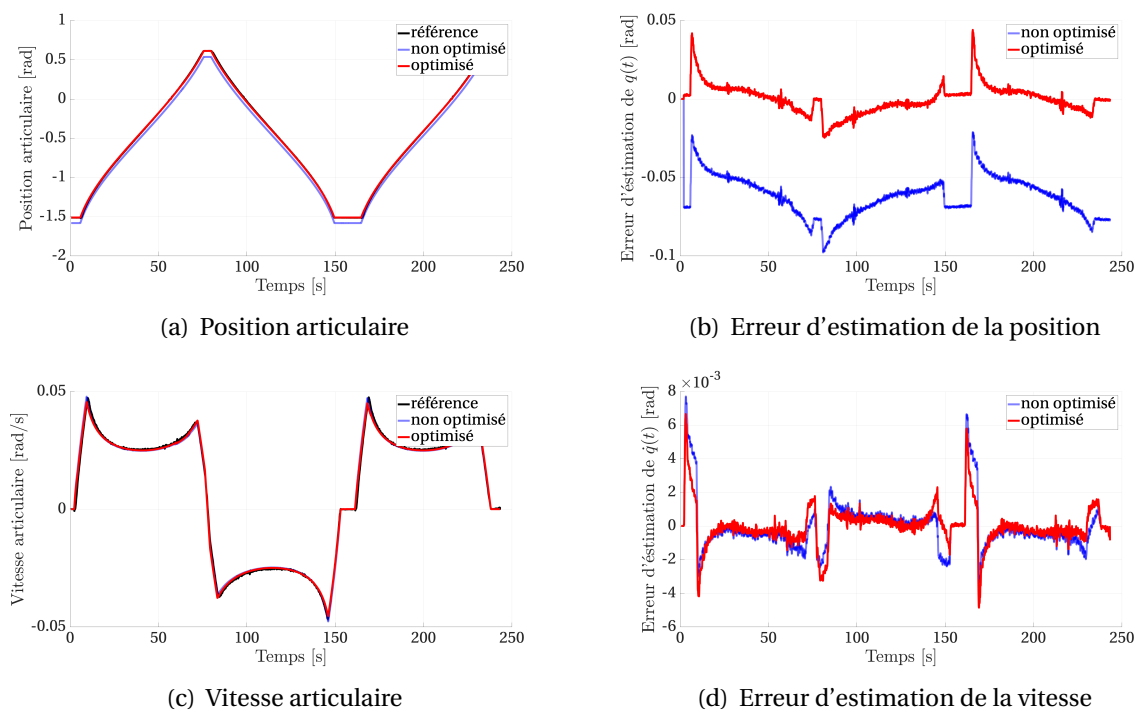 1
0.5
0
-0.5
-1
-1.5
-2
0
50
100
150
200
250
Position articulaire [rad]
Temps [s]
référence
non optimisé
optimisé
(a) Position articulaire
0.05
0
-0.05
-0.1
0
50
100
150
200
250
Erreur d'éstimation de q(t) [rad]
Temps [s]
non optimisé
optimisé
(b) Erreur d'estimation de la position
0.05
0
-0.05
0
50
100
150
200
250
Vitesse articulaire [rad/s]
Temps [s]
référence
non optimisé
optimisé
(c) Vitesse articulaire
×10⁻³
8
6
4
2
0
-2
-4
-6
0
50
100
150
200
250
Erreur d'éstimation de q̇(t) [rad]
Temps [s]
non optimisé
optimisé
(d) Erreur d'estimation de la vitesse